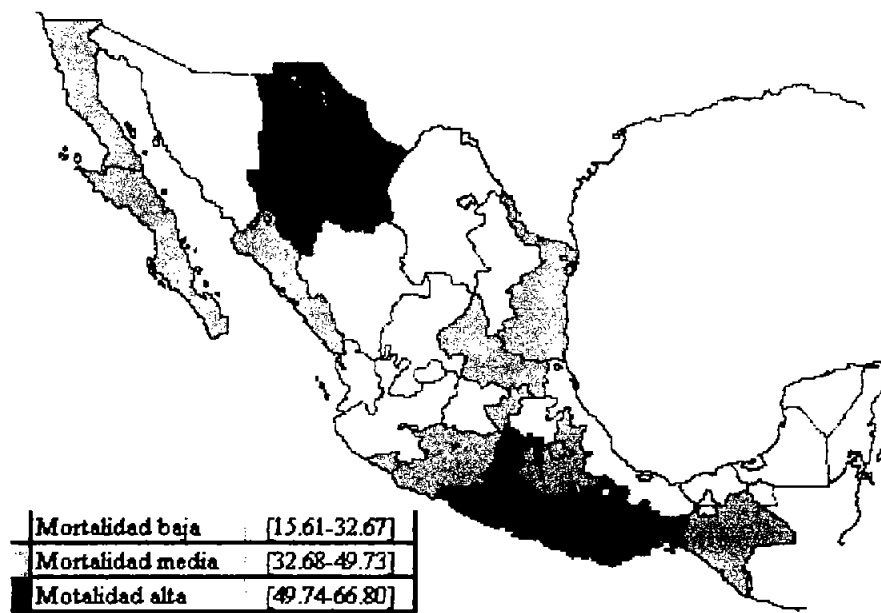 Mortalidad baja [15.61-32.67]
Mortalidad media [32.68-49.73]
Motalidad alta [49.74-66.80]